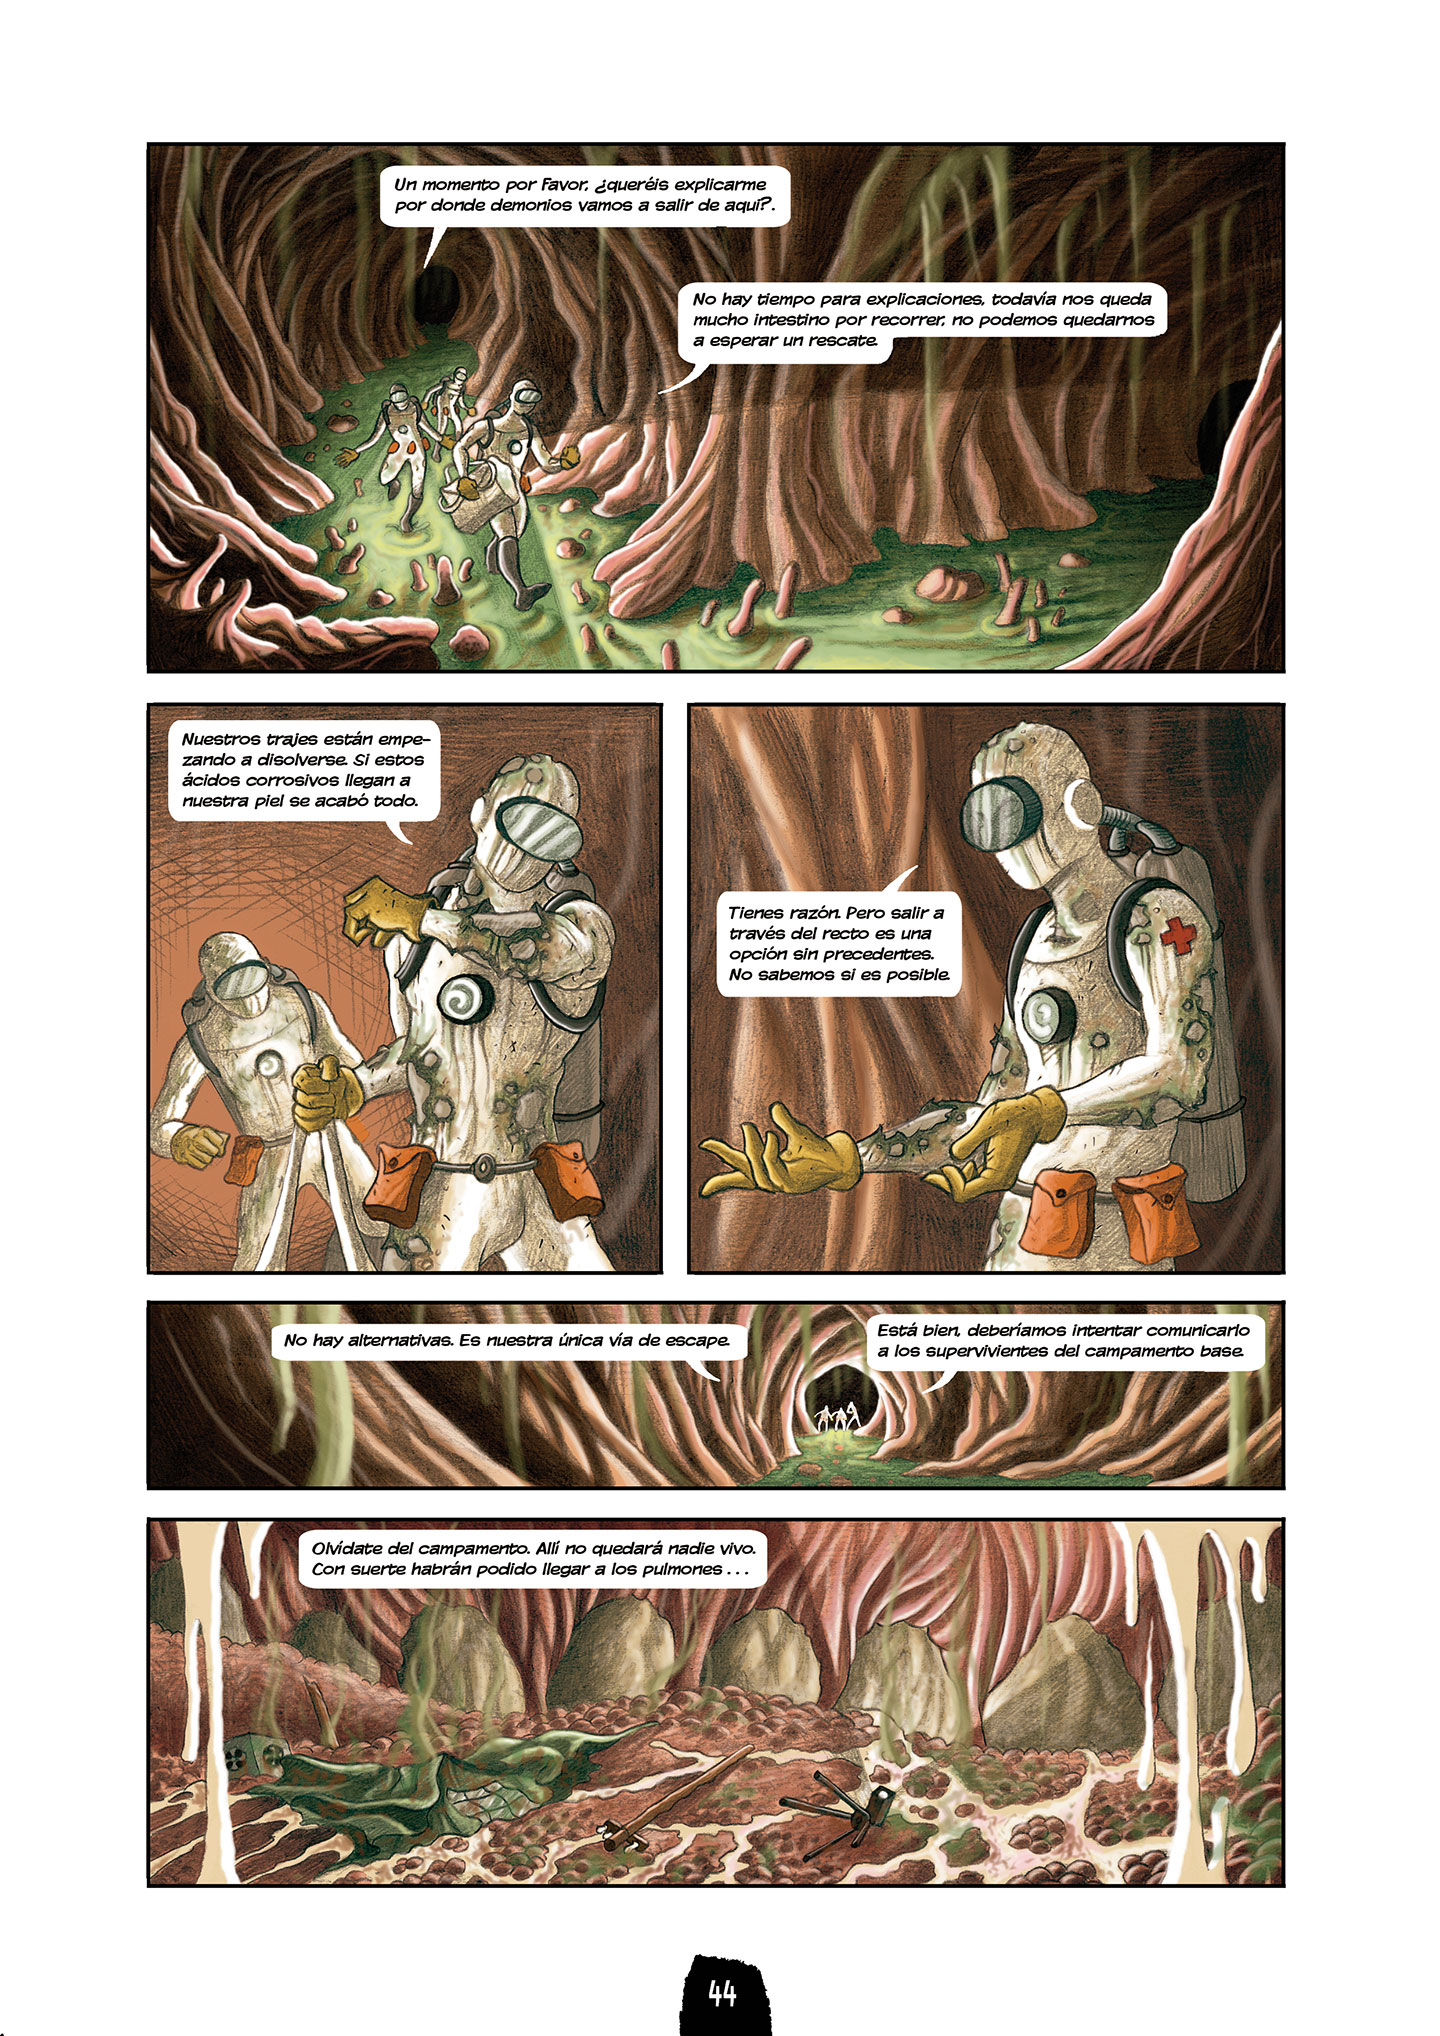 Un momento por Favor, ¿queréis explicarme
por donde demonios vamos a salir de aquí?.
No hay tiempo para explicaciones, todavía nos queda
mucho intestino por recorrer, no podemos quedarnos
a esperar un rescate.
Nuestros trajes están empe-
zando a disolverse. Si estos
ácidos corrosivos llegan a
nuestra piel se acabó todo.
Tienes razón. Pero salir a
través del recto es una
opción sin precedentes.
No sabemos si es posible.
No hay alternativas. Es nuestra única vía de escape.
Está bien, deberíamos intentar comunicarlo
a los supervivientes del campamento base.
Olvídate del campamento. Allí no quedará nadie vivo.
Con suerte habrán podido llegar a los pulmones . . .
44